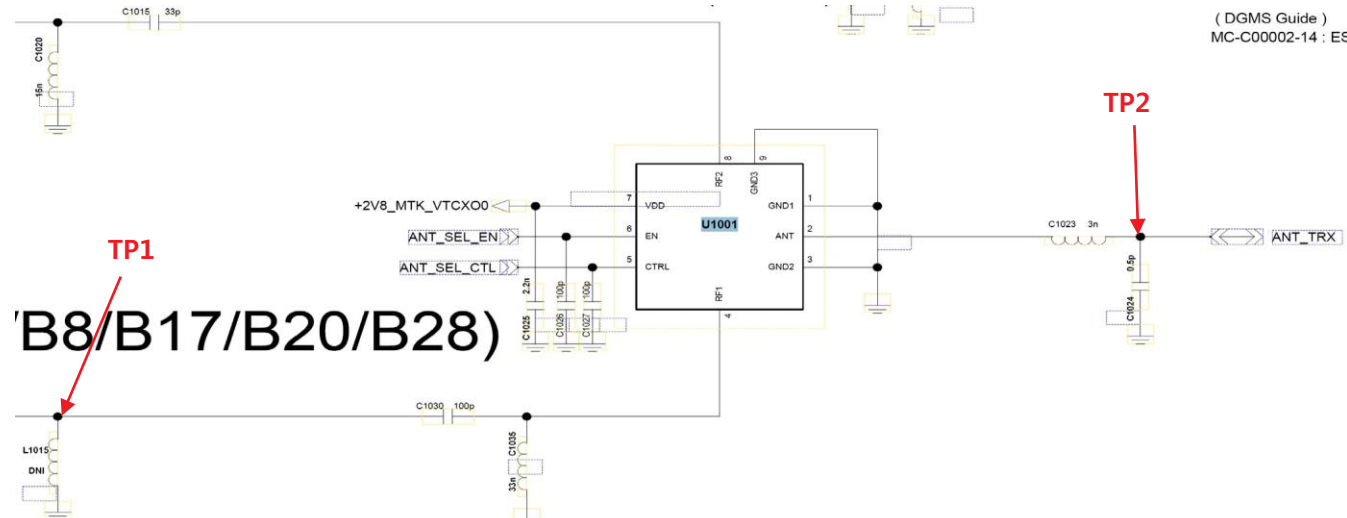 C1015 33p
( DGMS Guide )
MC-C00002-14 : ES
C1020
15n
TP2
8
9
RF2
GND3
+2V8_MTK_VTCXO0
7
VDD
GND1
1
U1001
C1023 3n
ANT_SEL_EN
6
EN
ANT
2
ANT_TRX
TP1
ANT_SEL_CTL
5
CTRL
GND2
3
0.5p
C1024
2.2n
100p
100p
C1025
C1026
C1027
RF1
4
/B8/B17/B20/B28)
C1030 100p
L1015
DNI
C1035
33n